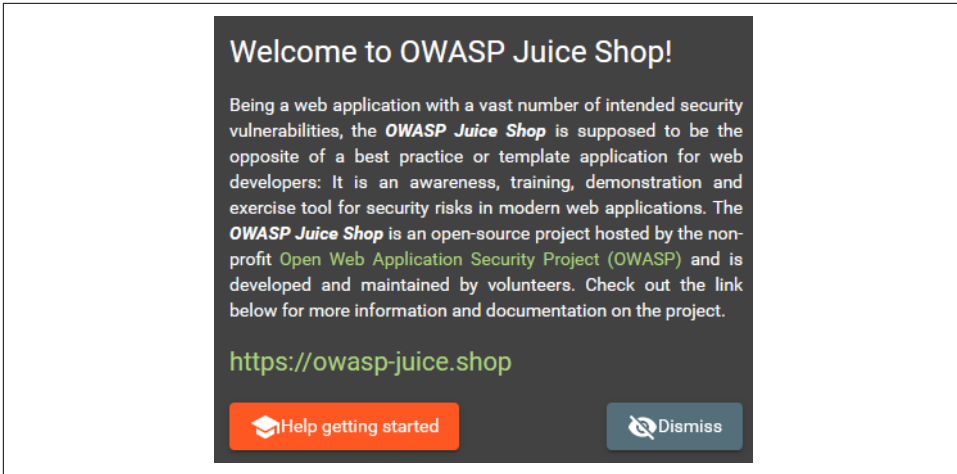 Welcome to OWASP Juice Shop!
Being a web application with a vast number of intended security
vulnerabilities, the OWASP Juice Shop is supposed to be the
opposite of a best practice or template application for web
developers: It is an awareness, training, demonstration and
exercise tool for security risks in modern web applications. The
OWASP Juice Shop is an open-source project hosted by the non-
profit Open Web Application Security Project (OWASP) and is
developed and maintained by volunteers. Check out the link
below for more information and documentation on the project.
https://owasp-juice.shop
Help getting started
Dismiss